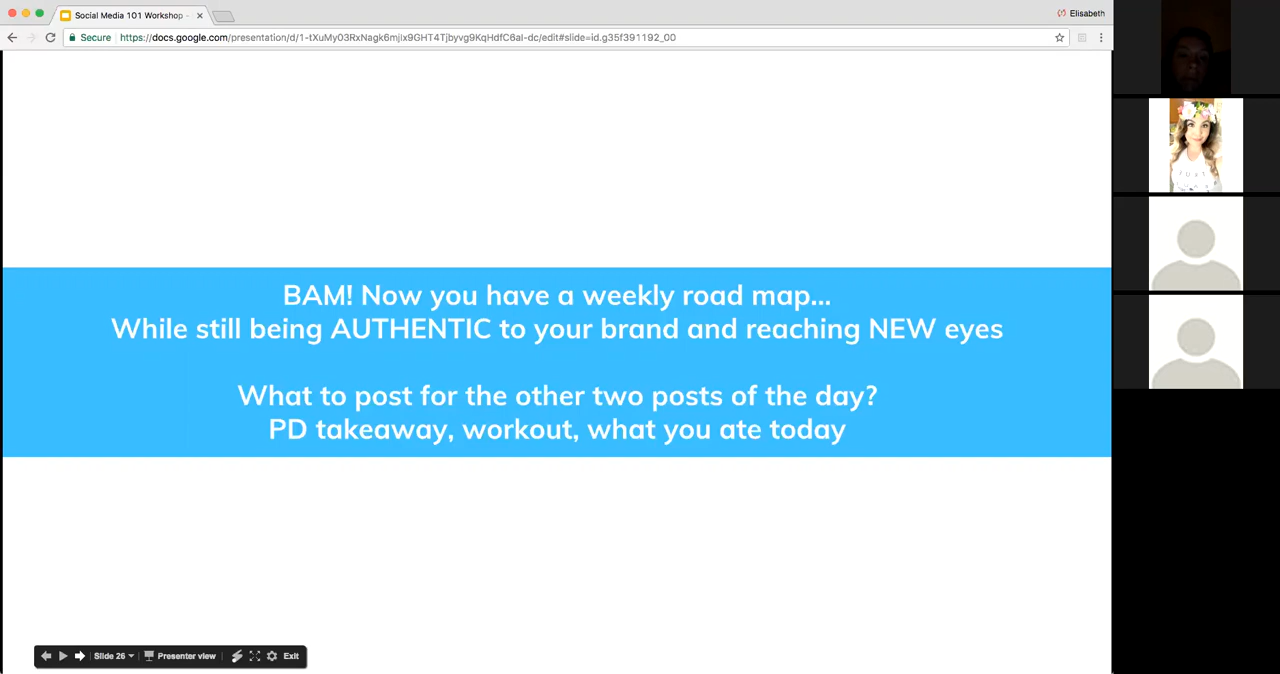 Social Media 101 Workshop -
Elisabeth
Secure
https://docs.google.com/presentation/d/1-tXuMy03RxNagk6mjIx9GHT4Tjbyvg9KqHdfC6aI-dc/edit#slide=id.g35f391192_00
BAM! Now you have a weekly road map...
While still being AUTHENTIC to your brand and reaching NEW eyes
What to post for the other two posts of the day?
PD takeaway, workout, what you ate today
Slide 26
Presenter view
Exit